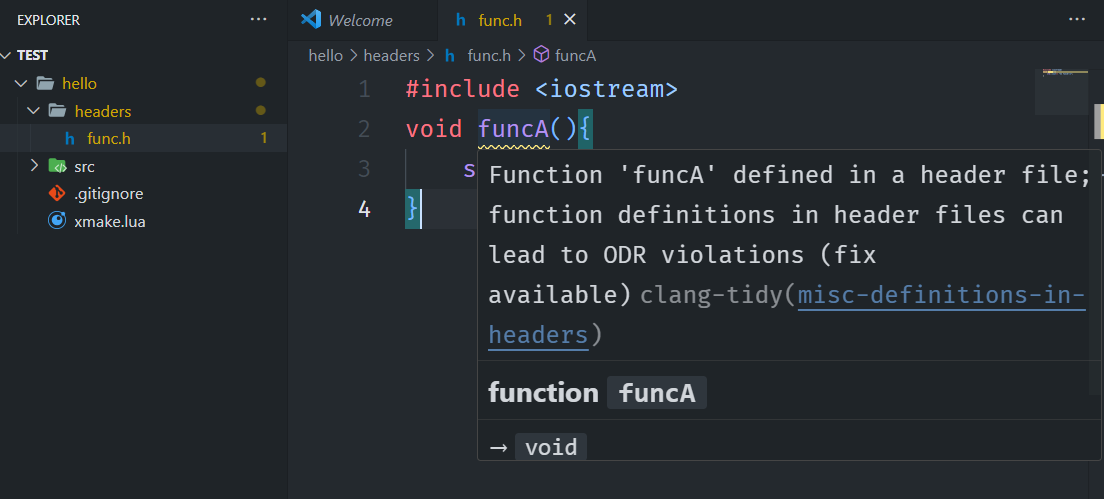 EXPLORER
···
Welcome
h func.h 1
···
TEST
hello > headers > h func.h > funcA
hello
1 #include <iostream>
headers
2 void funcA(){
h func.h 1
3 s
src
4 }
.gitignore
xmake.lua
Function 'funcA' defined in a header file;
function definitions in header files can
lead to ODR violations (fix
available) clang-tidy(misc-definitions-in-
headers)
function funcA
→ void